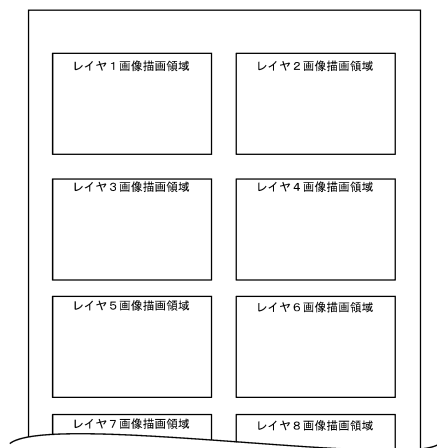 レイヤ１画像描画領域
レイヤ２画像描画領域
レイヤ３画像描画領域
レイヤ４画像描画領域
レイヤ５画像描画領域
レイヤ６画像描画領域
レイヤ７画像描画領域
レイヤ８画像描画領域